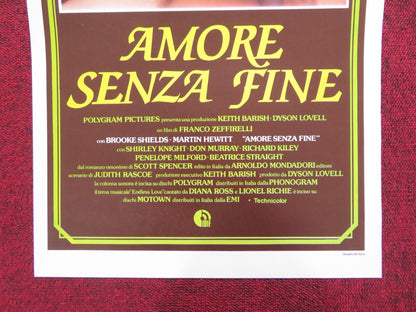 AMORE
SENZA FINE
POLYGRAM PICTURES presenta una produzione KEITH BARISH · DYSON LOVELL
un film di FRANCO ZEFFIRELLI
con BROOKE SHIELDS · MARTIN HEWITT "AMORE SENZA FINE"
con SHIRLEY KNIGHT · DON MURRAY · RICHARD KILEY
PENELOPE MILFORD · BEATRICE STRAIGHT
dal romanzo omonimo di SCOTT SPENCER edito in Italia da ARNOLDO MONDADORI editore
scenario di JUDITH RASCOE produttore esecutivo KEITH BARISH prodotto da DYSON LOVELL
la colonna sonora è incisa su dischi POLYGRAM distribuiti in Italia dalla PHONOGRAM
il tema musicale "Endless Love" cantato da DIANA ROSS e LIONEL RICHIE è inciso su
dischi MOTOWN distribuiti in Italia dalla EMI · Technicolor